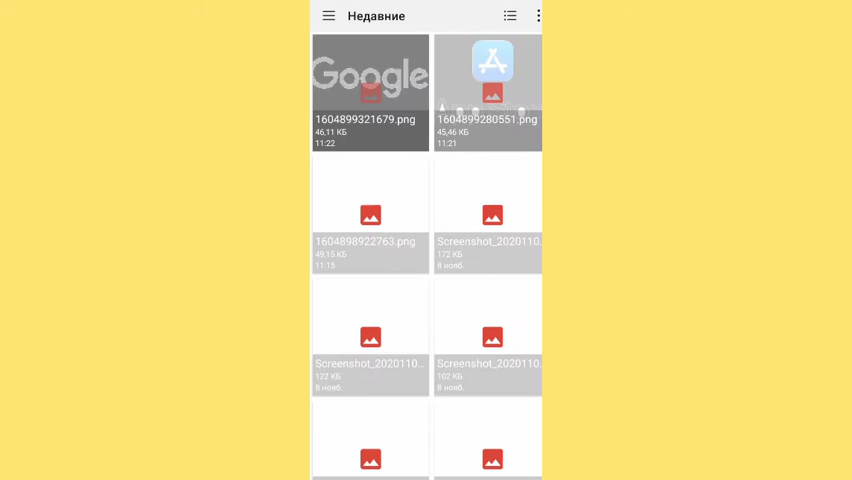 Недавние
Google
1604899321679.png
46,11 КБ
11:22
1604899280551.png
45,46 КБ
11:21
1604898922763.png
49,15 КБ
11:15
Screenshot_2020110.
172 КБ
8 нояб.
Screenshot_2020110...
122 КБ
8 нояб.
Screenshot_2020110.
102 КБ
8 нояб.